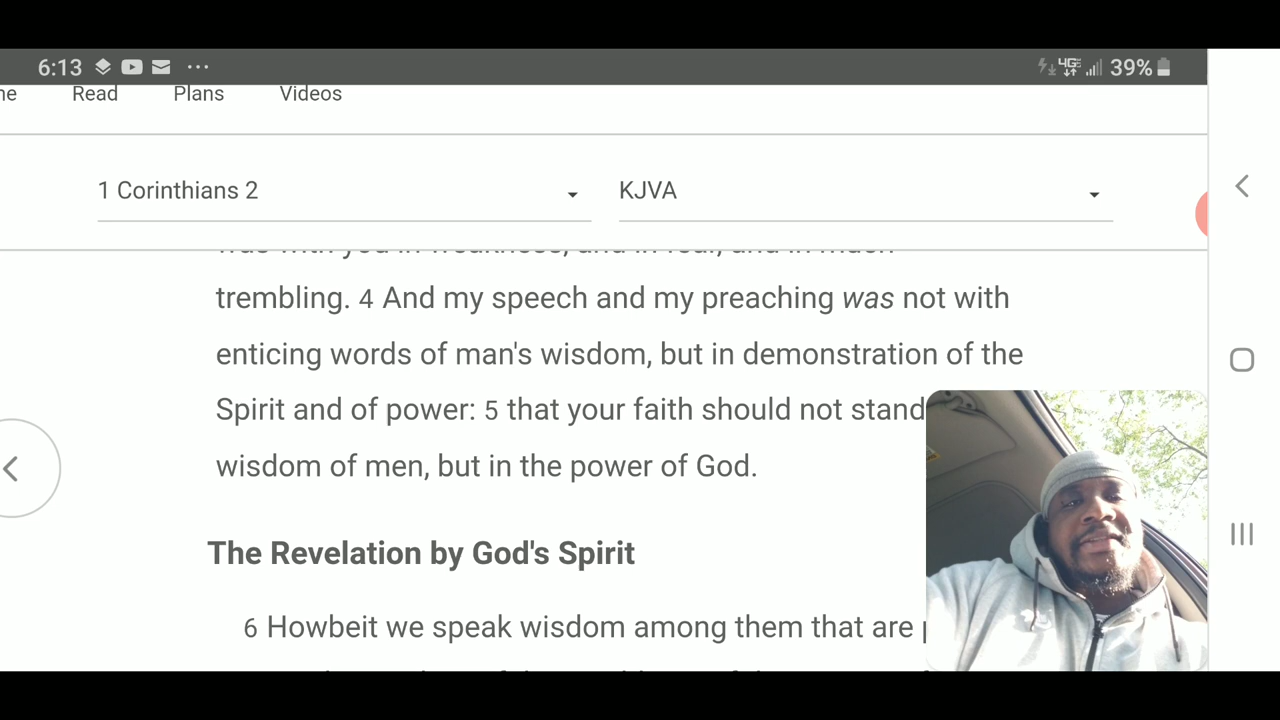 6:13 39%
Read Plans Videos
1 Corinthians 2 KJVA
trembling. 4 And my speech and my preaching was not with
enticing words of man's wisdom, but in demonstration of the
Spirit and of power: 5 that your faith should not stand
wisdom of men, but in the power of God.
The Revelation by God's Spirit
6 Howbeit we speak wisdom among them that are